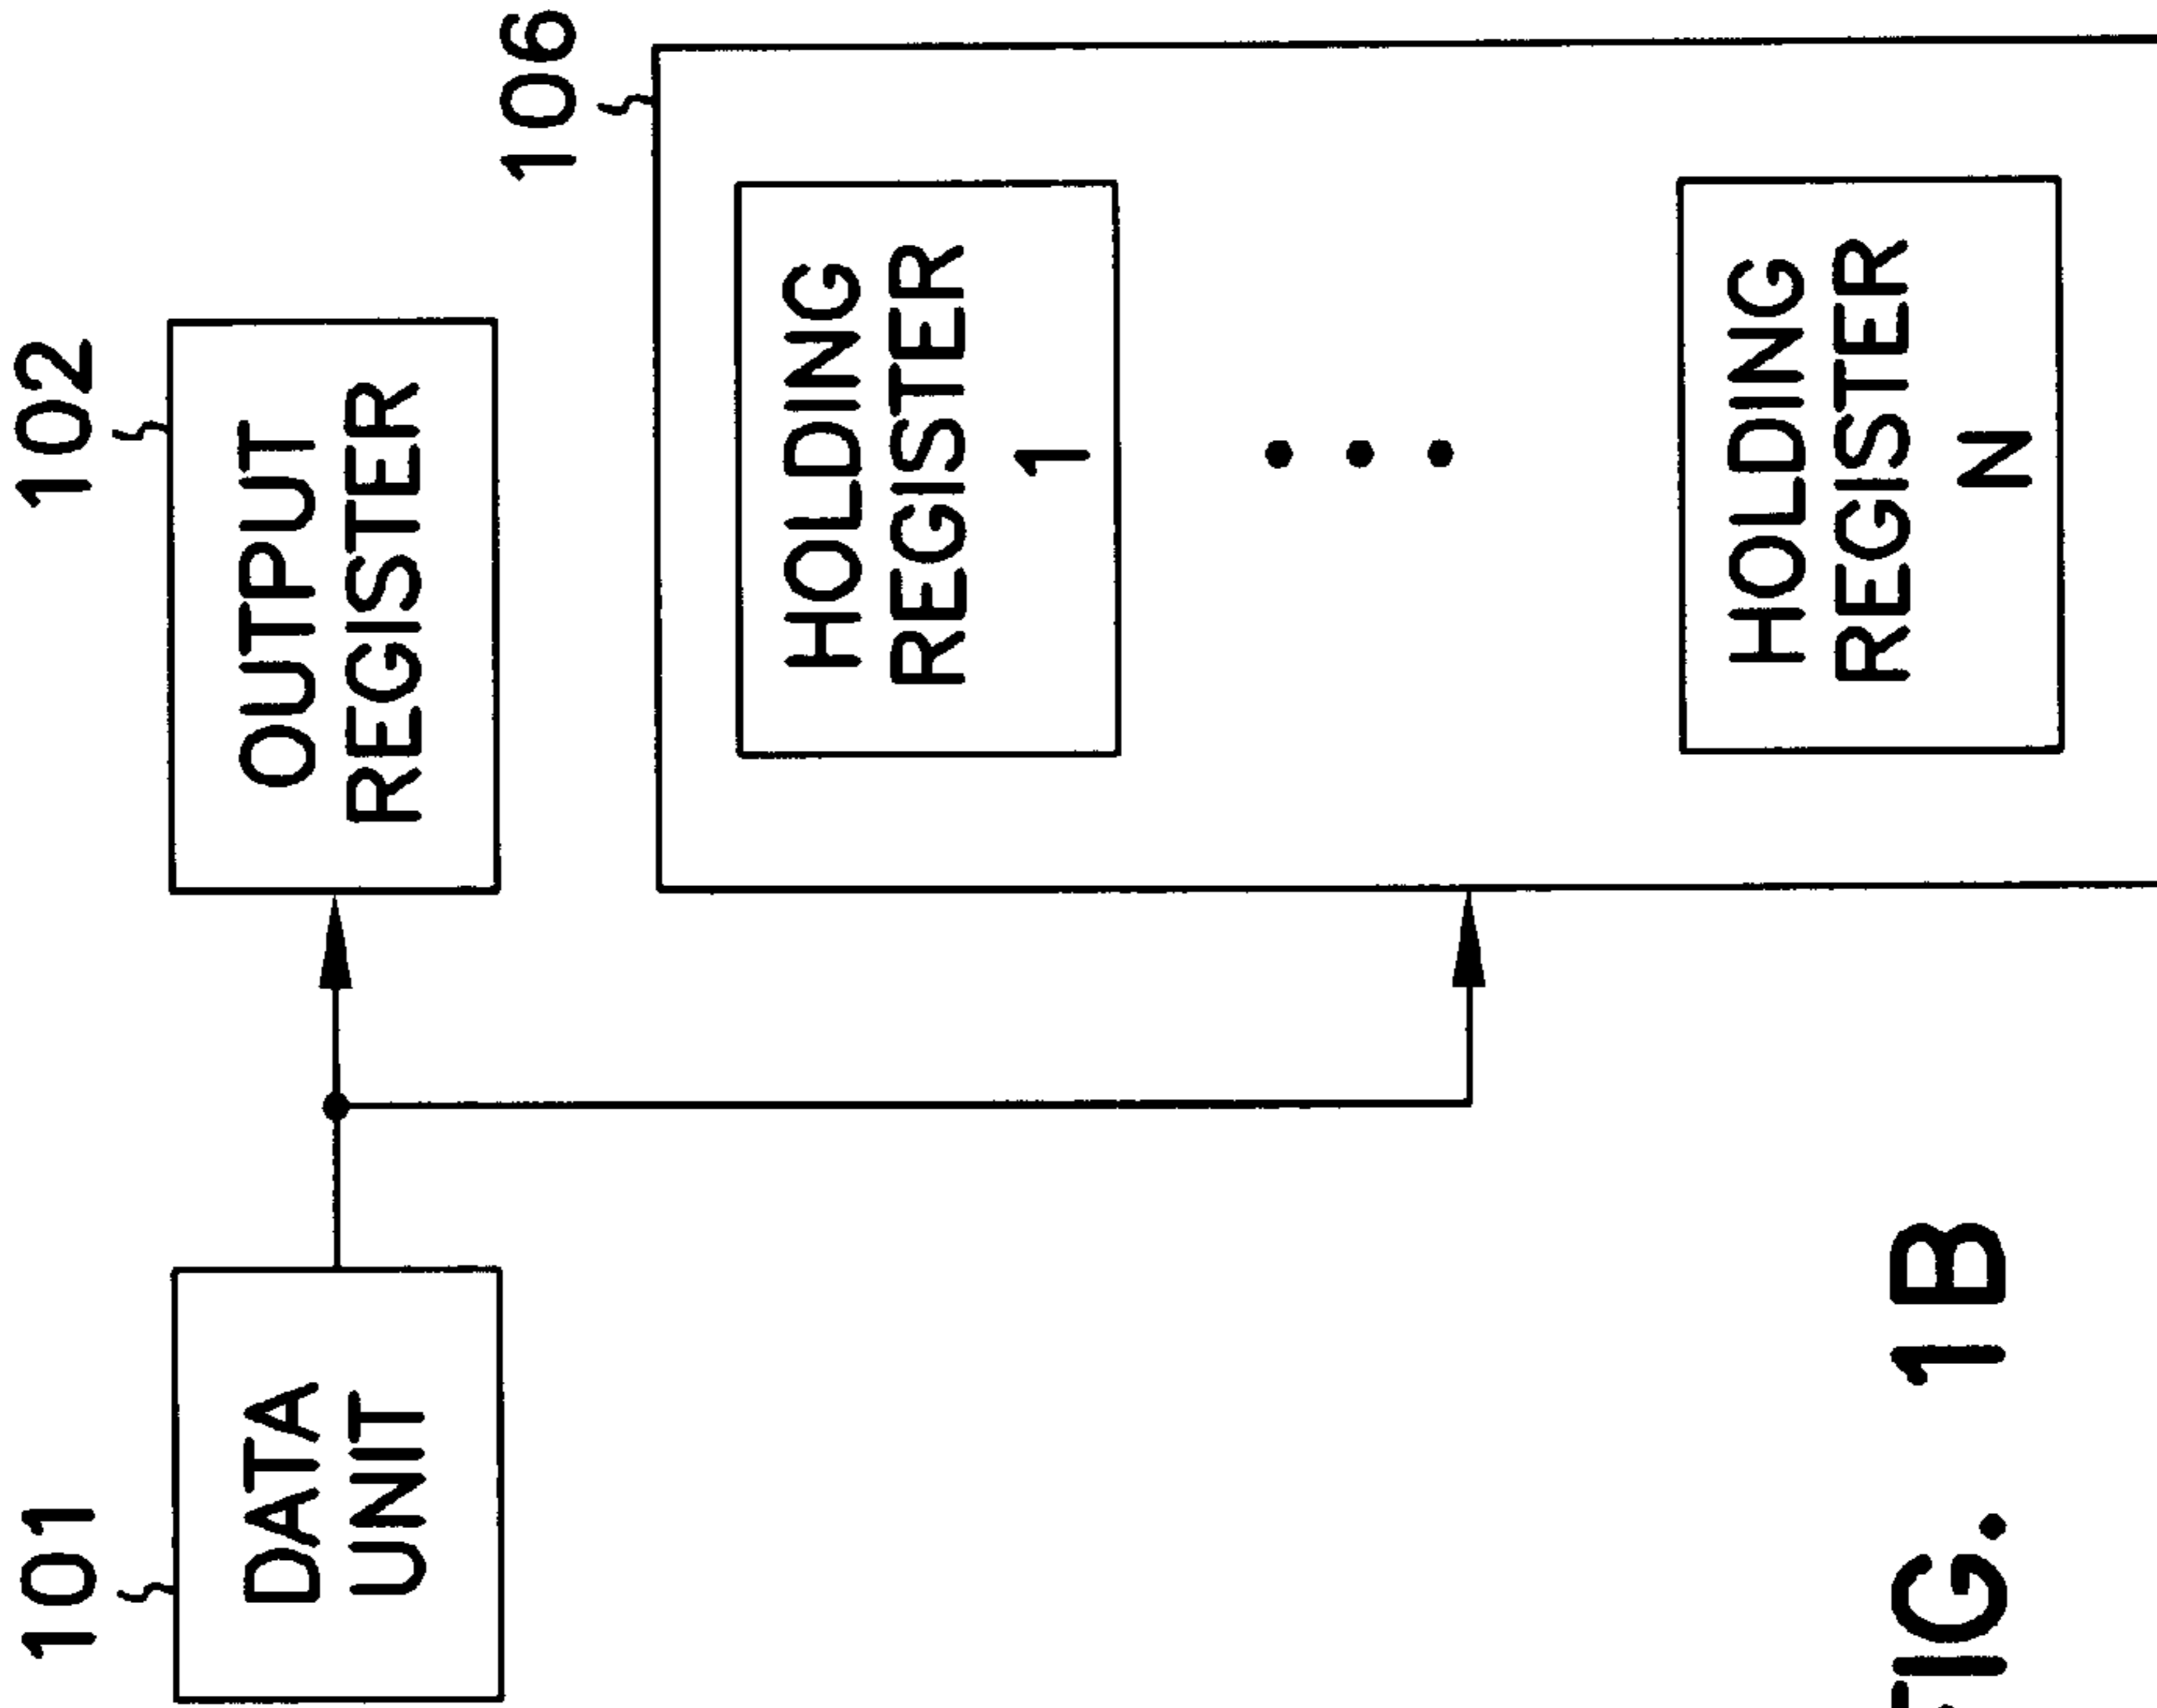 101
DATA
UNIT
102
OUTPUT
REGISTER
106
HOLDING
REGISTER
1
HOLDING
REGISTER
N
FIG. 1B